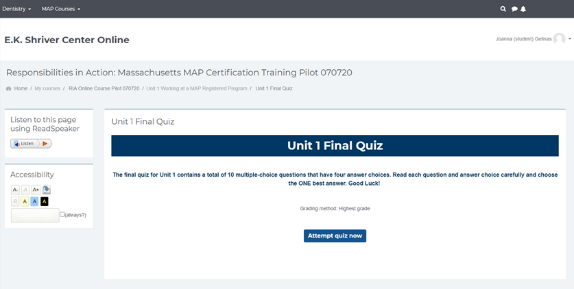 Dentistry MAP Courses
E.K. Shriver Center Online
Joanna (student) Gelinas
Responsibilities in Action: Massachusetts MAP Certification Training Pilot 070720
Home / My courses / RIA Online Course Pilot 070720 / Unit 1 Working at a MAP Registered Program / Unit 1 Final Quiz
Listen to this page
using ReadSpeaker
Listen
Accessibility
A- A A+
A A A A
(always?)
Unit 1 Final Quiz
Unit 1 Final Quiz
The final quiz for Unit 1 contains a total of 10 multiple-choice questions that have four answer choices. Read each question and answer choice carefully and choose
the ONE best answer. Good Luck!
Grading method: Highest grade
Attempt quiz now